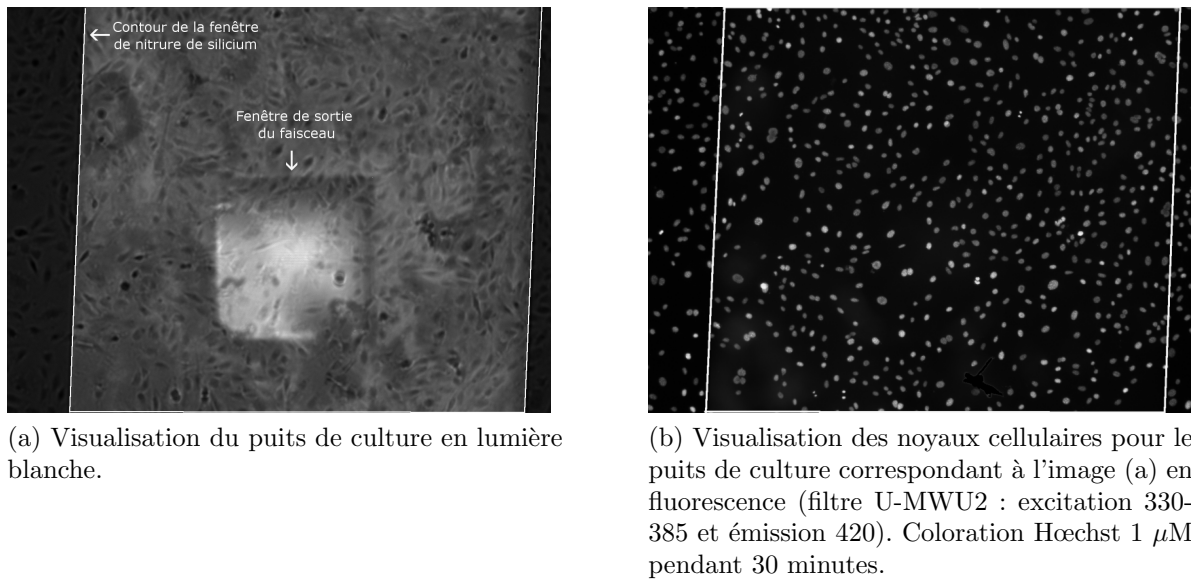 Contour de la fenêtre
de nitrure de silicium
Fenêtre de sortie
du faisceau
(a) Visualisation du puits de culture en lumière
blanche.
(b) Visualisation des noyaux cellulaires pour le
puits de culture correspondant à l'image (a) en
fluorescence (filtre U-MWU2 : excitation 330-
385 et émission 420). Coloration Hœchst 1 μM
pendant 30 minutes.